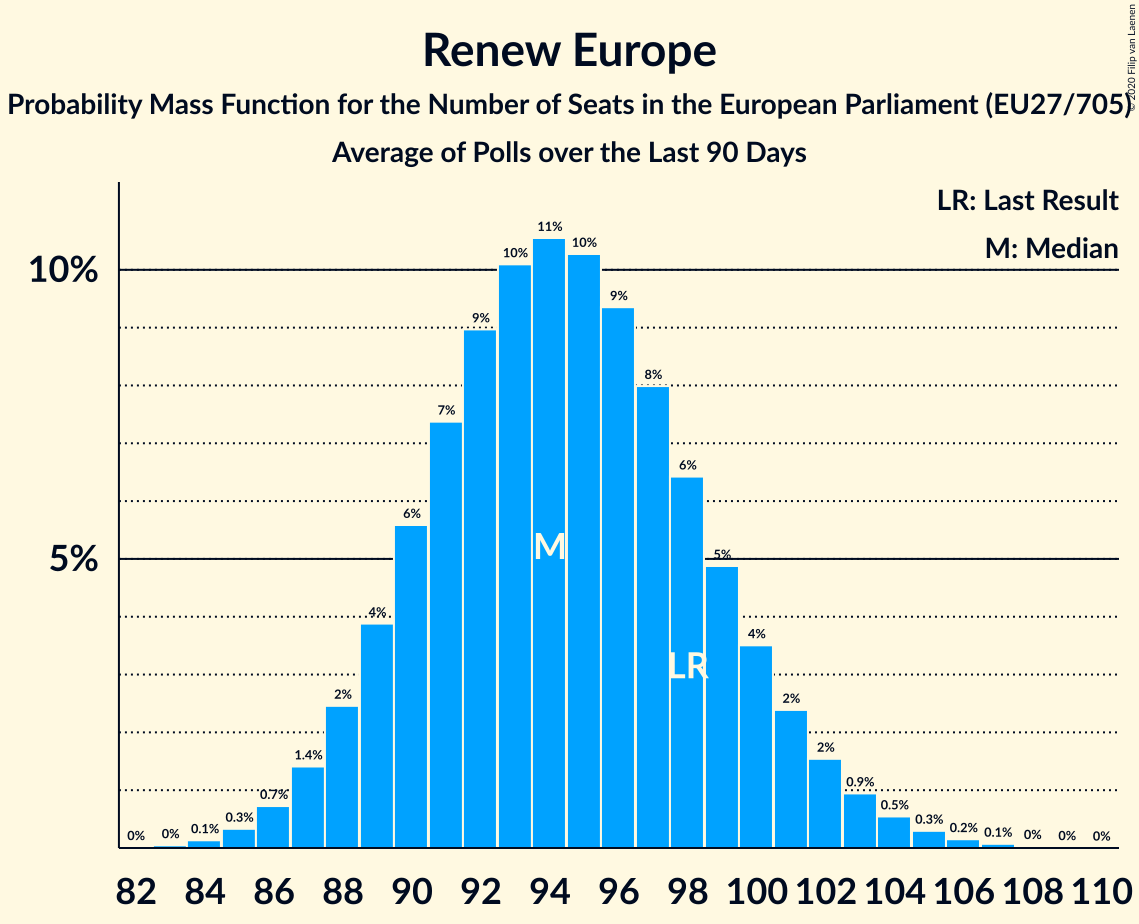 Renew Europe
Probability Mass Function for the Number of Seats in the European Parliament (EU27/705)
Average of Polls over the Last 90 Days
© 2020 Filip van Laenen
LR: Last Result
M: Median
10%
5%
0% 0% 0.1% 0.3% 0.7% 1.4% 2% 4% 6% 7% 9% 10% 11% 10% 9% 8% 6% 5% 4% 2% 2% 0.9% 0.5% 0.3% 0.2% 0.1% 0% 0% 0%
M
LR
82 84 86 88 90 92 94 96 98 100 102 104 106 108 110